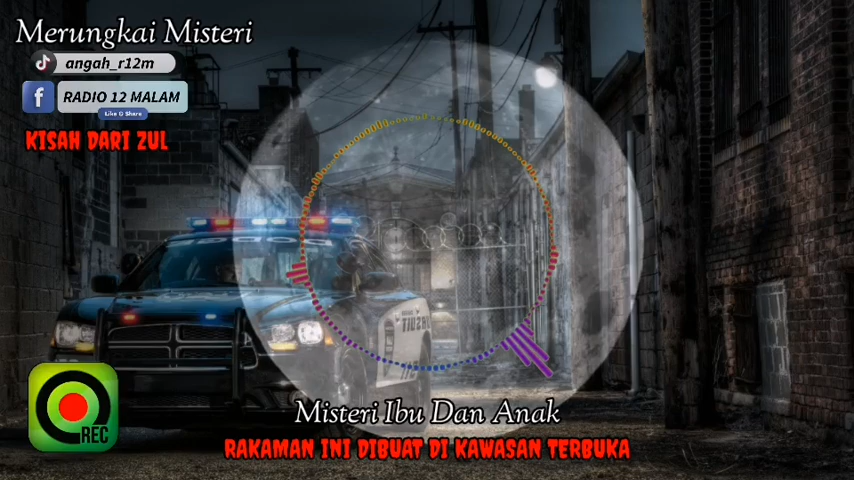 Merungkai Misteri
angah_r12m
RADIO 12 MALAM
Like & Share
KISAH DARI ZUL
REC
Misteri Ibu Dan Anak
RAKAMAN INI DIBUAT DI KAWASAN TERBUKA